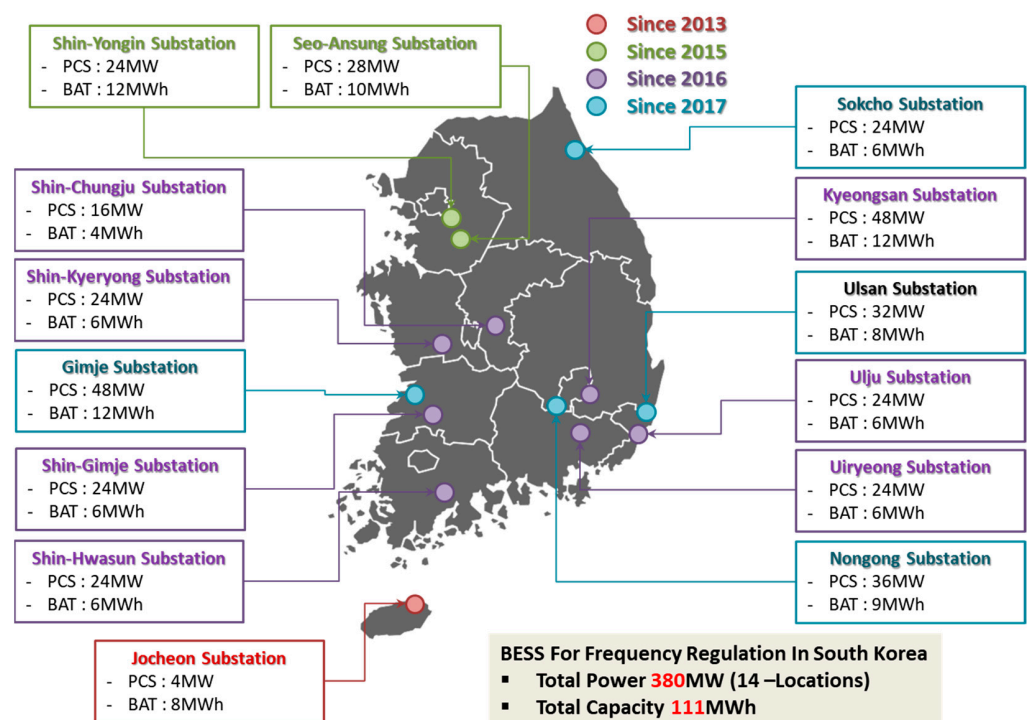 Since 2013
Since 2015
Since 2016
Since 2017
Shin-Yongin Substation
- PCS : 24MW
- BAT : 12MWh
Seo-Ansung Substation
- PCS : 28MW
- BAT : 10MWh
Shin-Chungju Substation
- PCS : 16MW
- BAT : 4MWh
Shin-Kyeryong Substation
- PCS : 24MW
- BAT : 6MWh
Gimje Substation
- PCS : 48MW
- BAT : 12MWh
Shin-Gimje Substation
- PCS : 24MW
- BAT : 6MWh
Shin-Hwasun Substation
- PCS : 24MW
- BAT : 6MWh
Jocheon Substation
- PCS : 4MW
- BAT : 8MWh
Sokcho Substation
- PCS : 24MW
- BAT : 6MWh
Kyeongsan Substation
- PCS : 48MW
- BAT : 12MWh
Ulsan Substation
- PCS : 32MW
- BAT : 8MWh
Ulju Substation
- PCS : 24MW
- BAT : 6MWh
Uiryeong Substation
- PCS : 24MW
- BAT : 6MWh
Nongong Substation
- PCS : 36MW
- BAT : 9MWh
BESS For Frequency Regulation In South Korea
▪ Total Power 380MW (14 –Locations)
▪ Total Capacity 111MWh